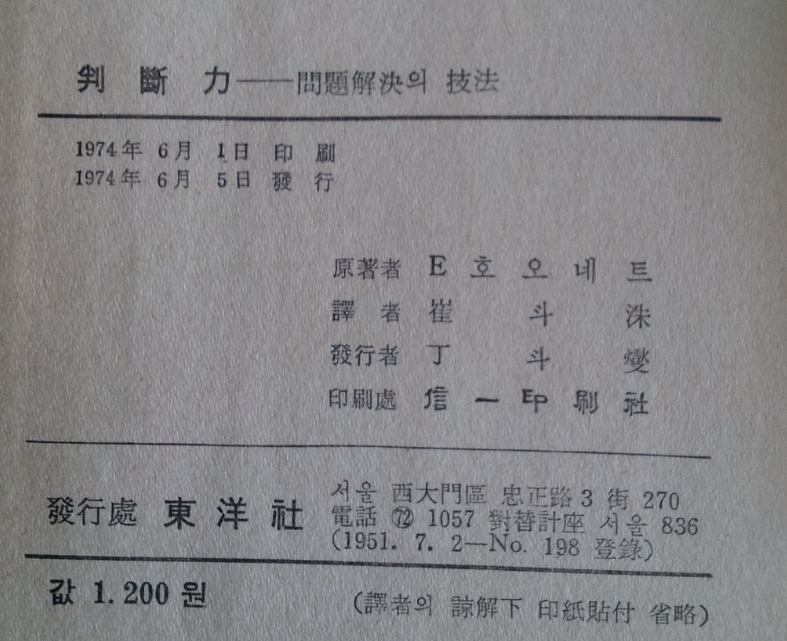 判斷力──問題解決의 技法
1974年 6月 1日 印刷
1974年 6月 5日 發行
原著者 E 호오네트
譯者 崔斗洙
發行者 丁斗燮
印刷處 信一印刷社
發行處 東洋社
서울 西大門區 忠正路 3 街 270
電話 72 1057 對替計座 서울 836
(1951. 7. 2—No. 198 登錄)
값 1.200 원
(譯者의 諒解下 印紙貼付 省略)